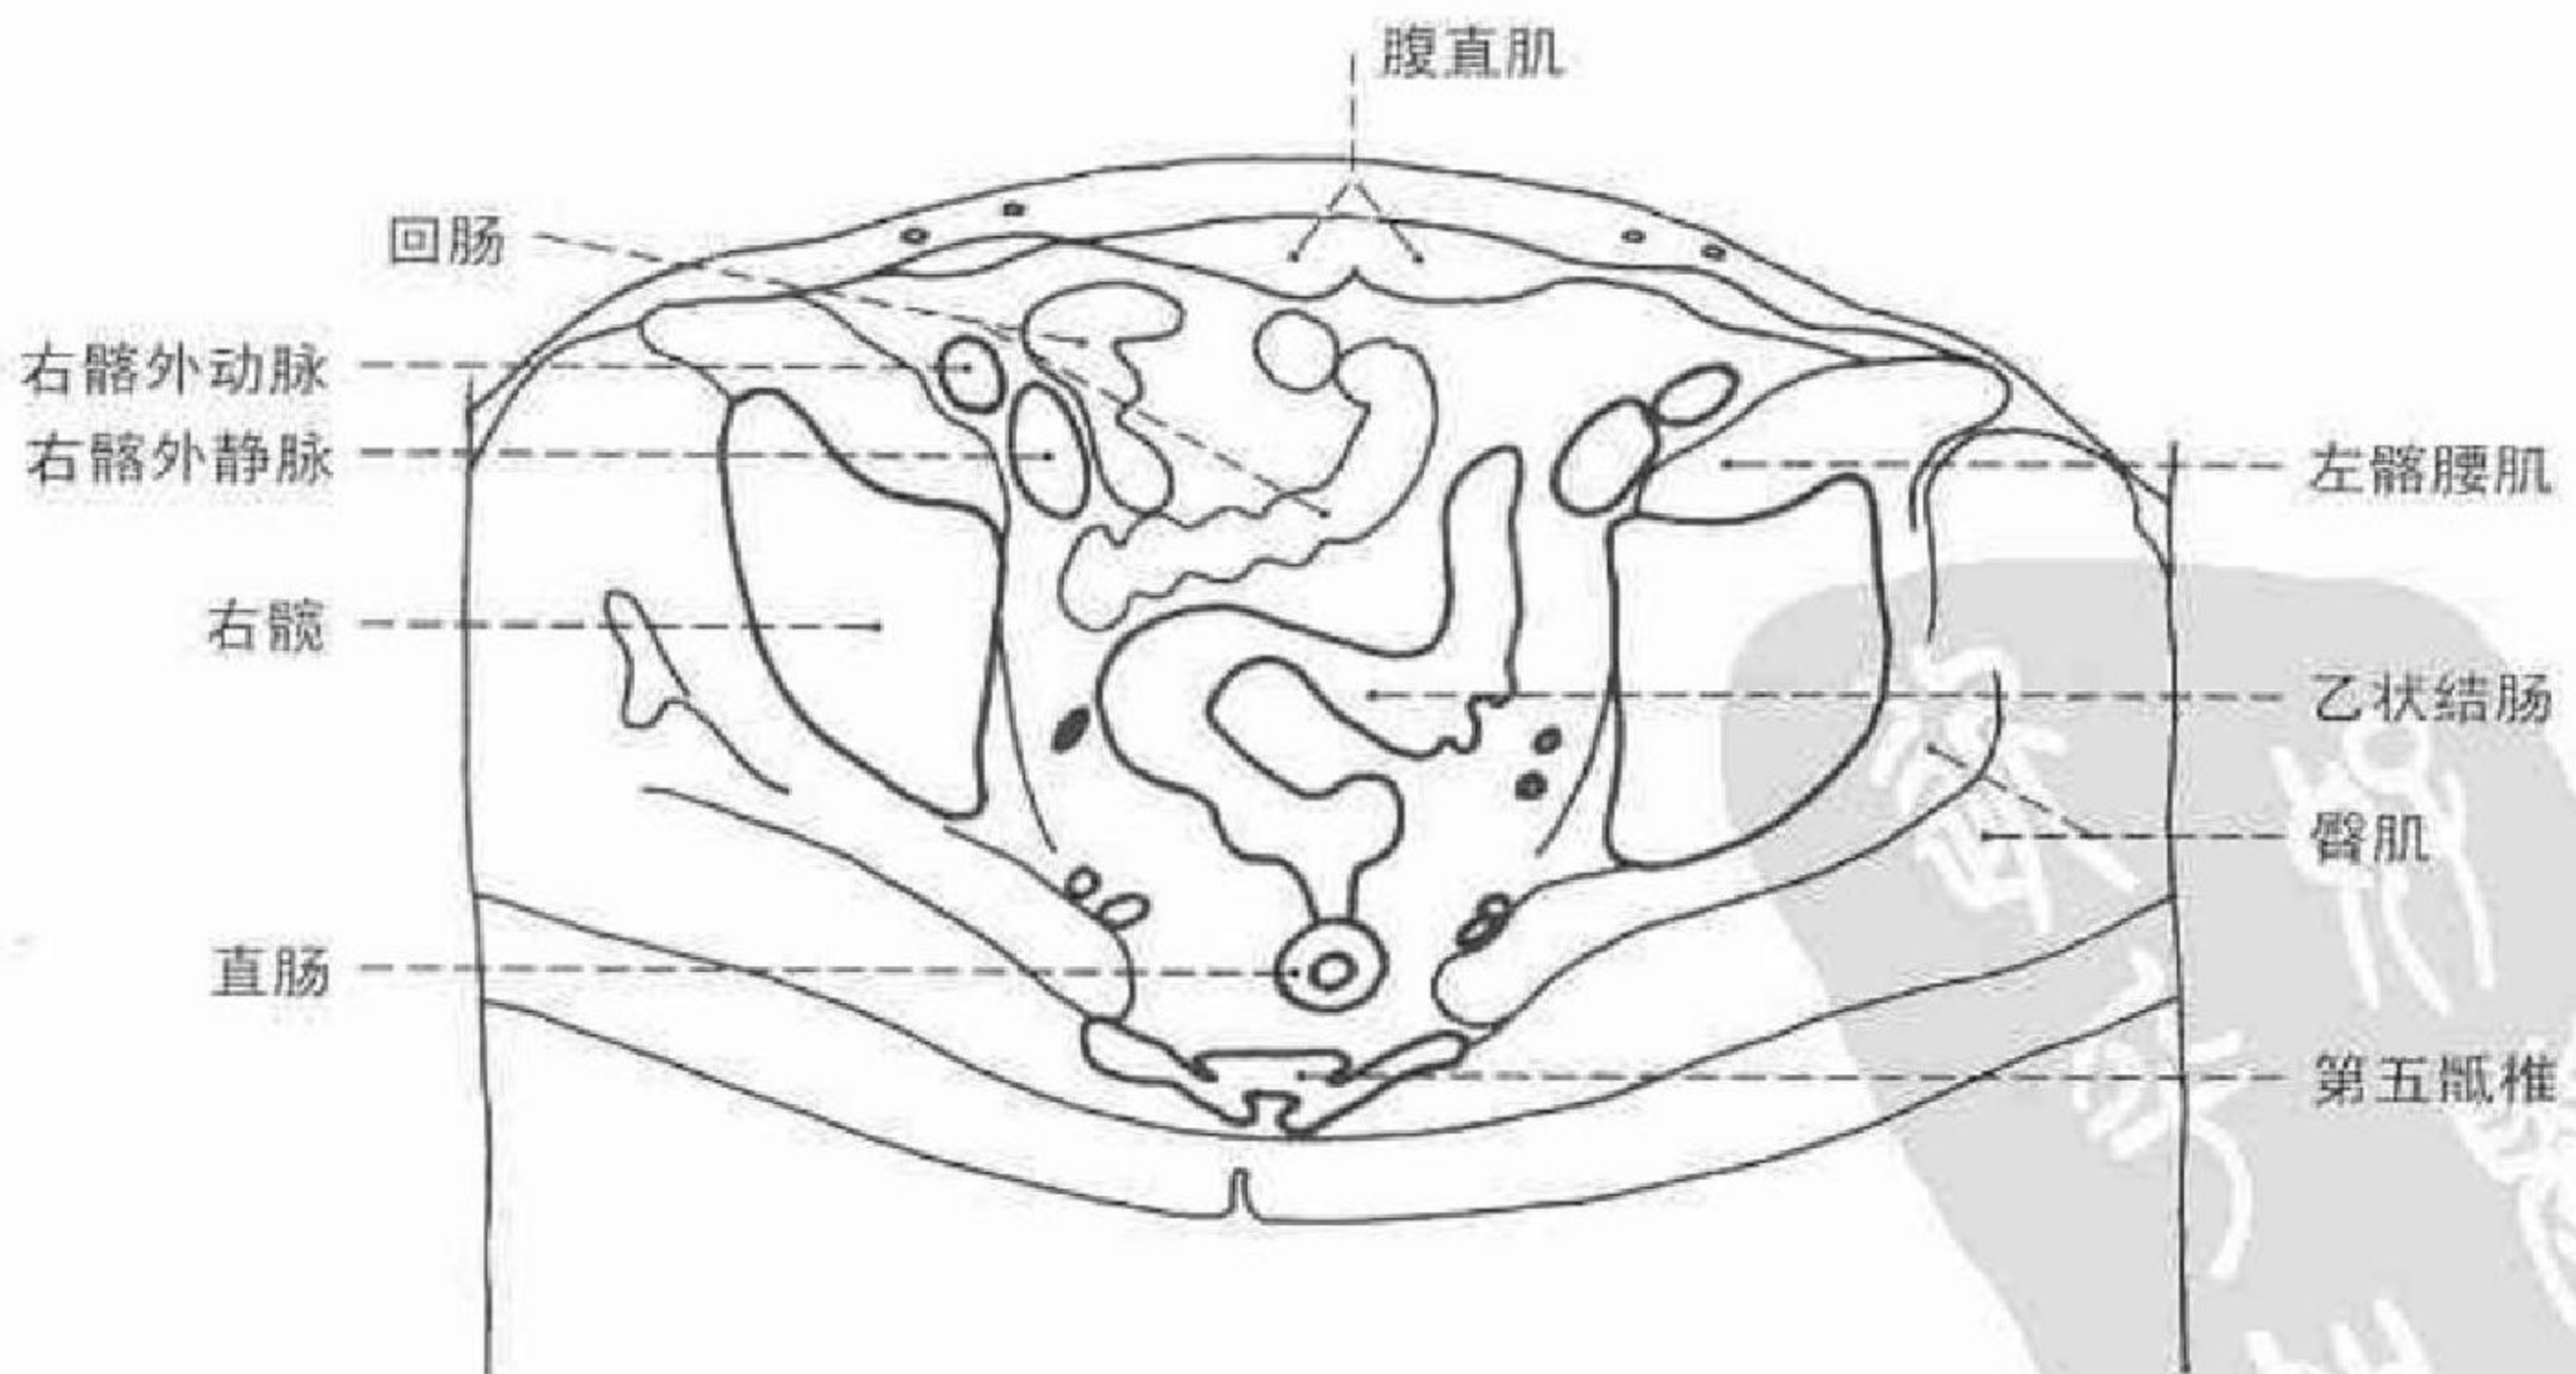 腹直肌
回肠
右髂外动脉
右髂外静脉
左髂腰肌
右髋
乙状结肠
臀肌
直肠
第五骶椎